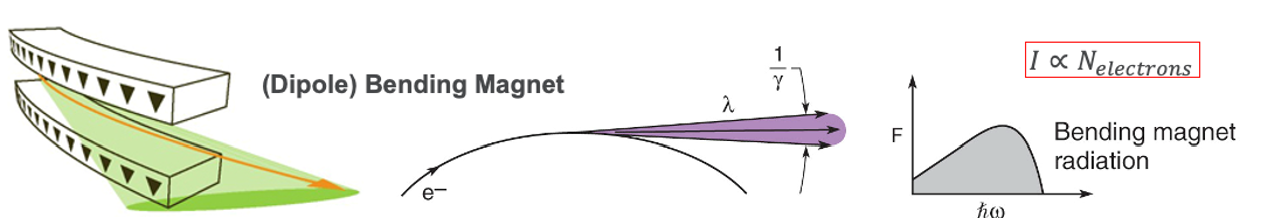 (Dipole) Bending Magnet
e⁻
λ
1
γ
F
ħω
Bending magnet
radiation
I ∝ N_electrons